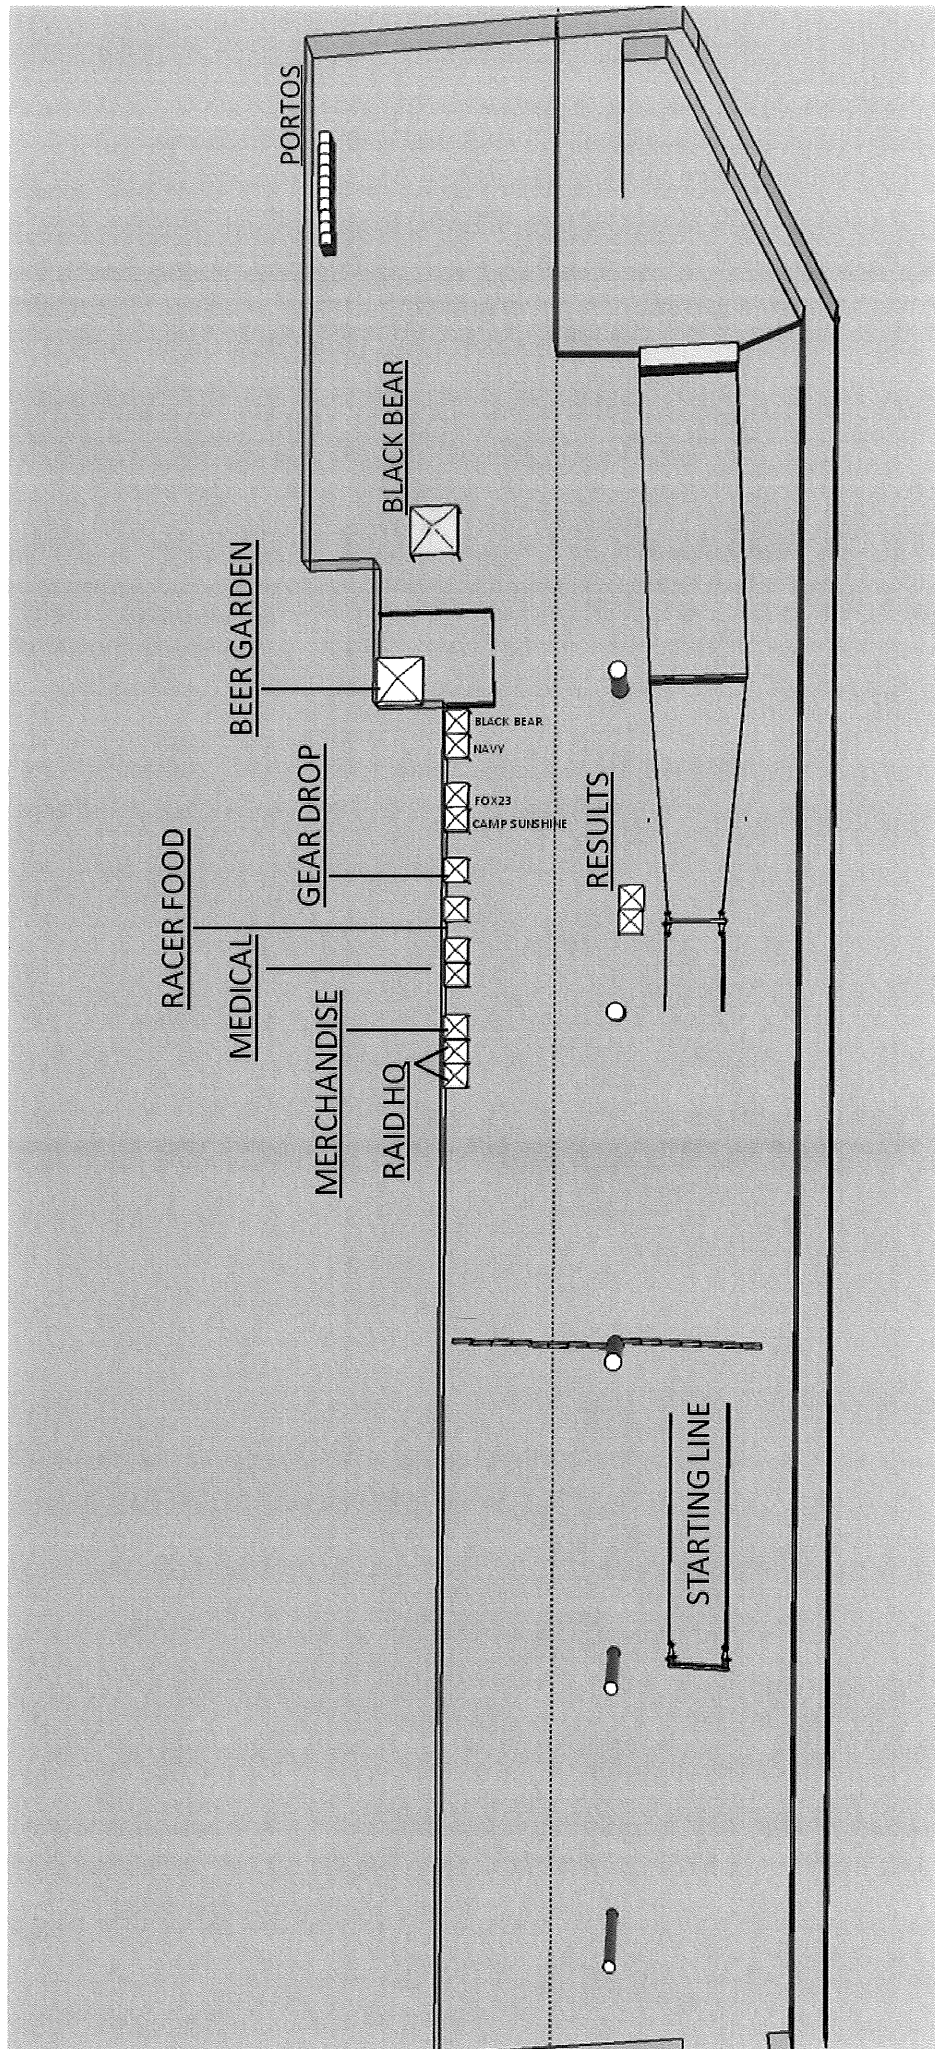 PORTOS
BLACK BEAR
BEER GARDEN
BLACK BEAR
NAVY
GEAR DROP
FOX23
CAMP SUNSHINE
RESULTS
RACER FOOD
MEDICAL
MERCHANDISE
RAID HQ
STARTING LINE